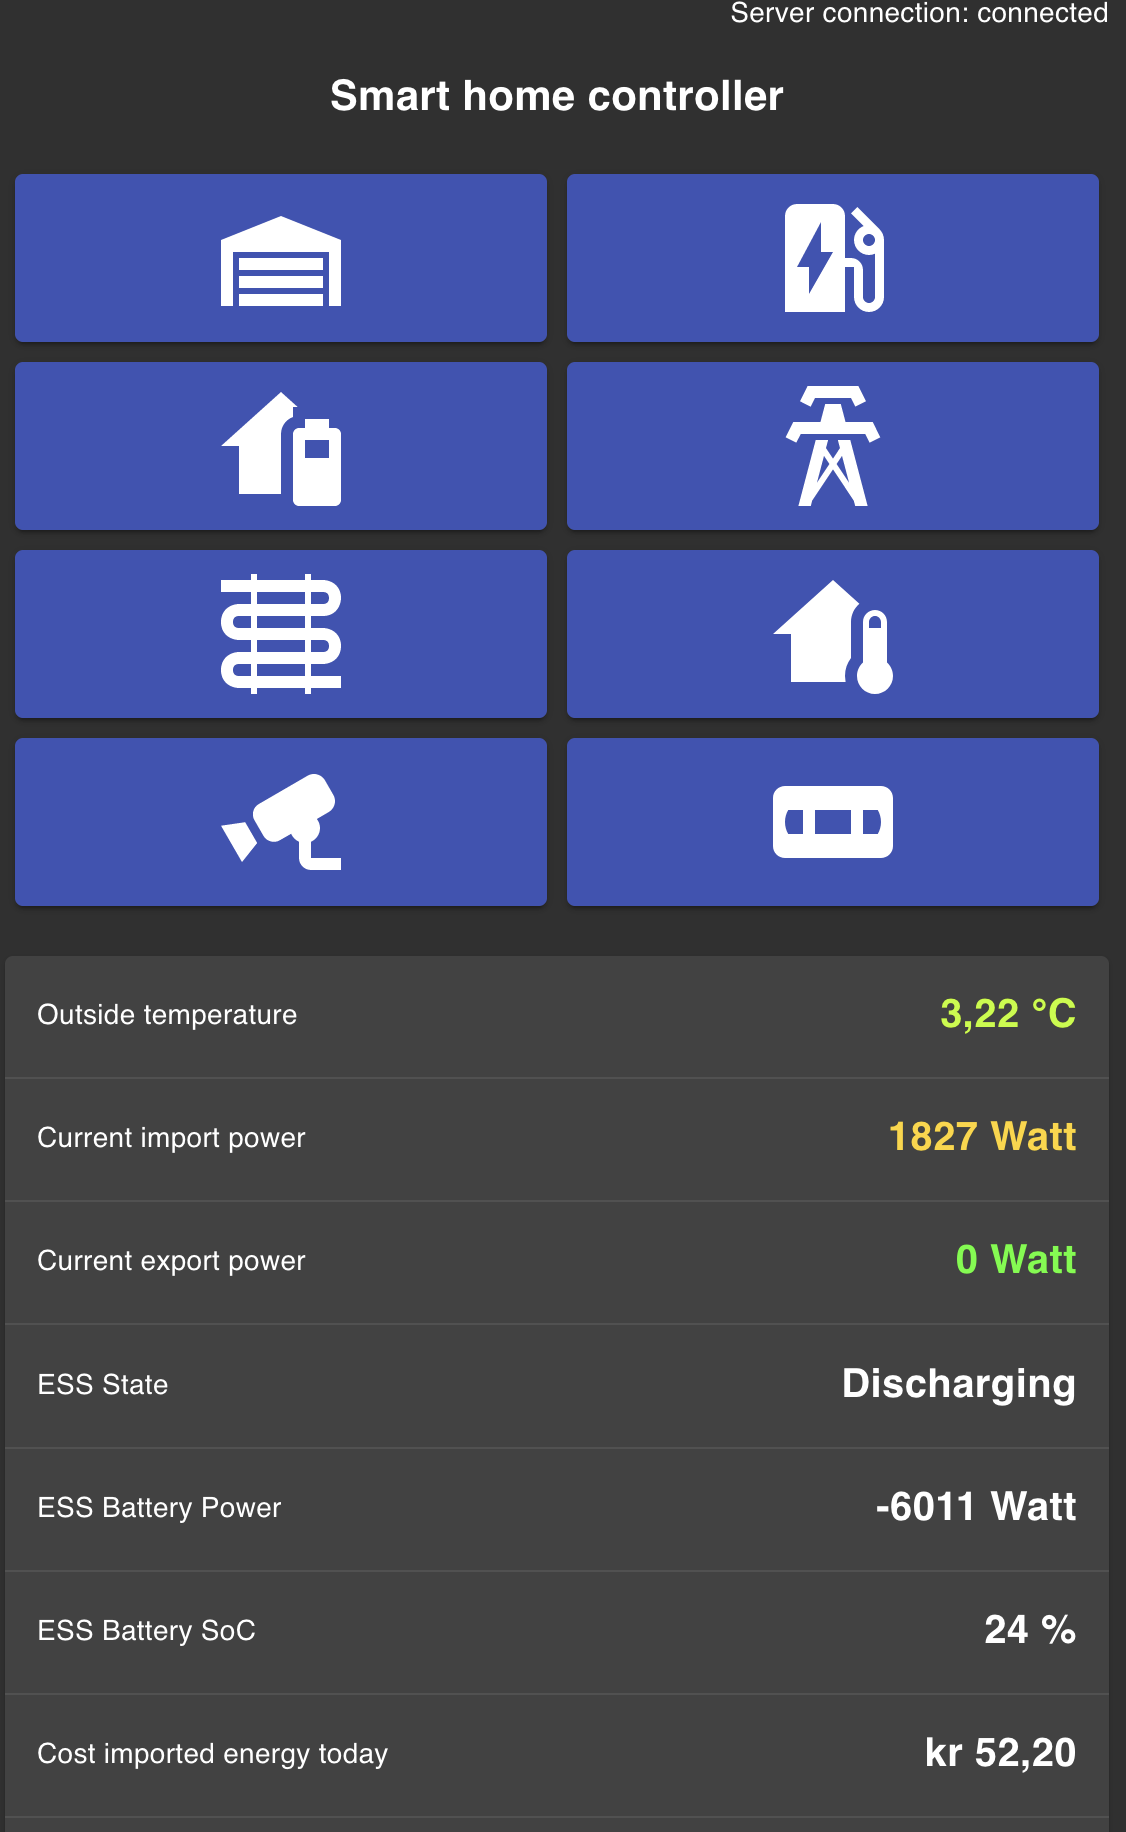 Server connection: connected
Smart home controller
Outside temperature 3,22 °C
Current import power 1827 Watt
Current export power 0 Watt
ESS State Discharging
ESS Battery Power -6011 Watt
ESS Battery SoC 24 %
Cost imported energy today kr 52,20